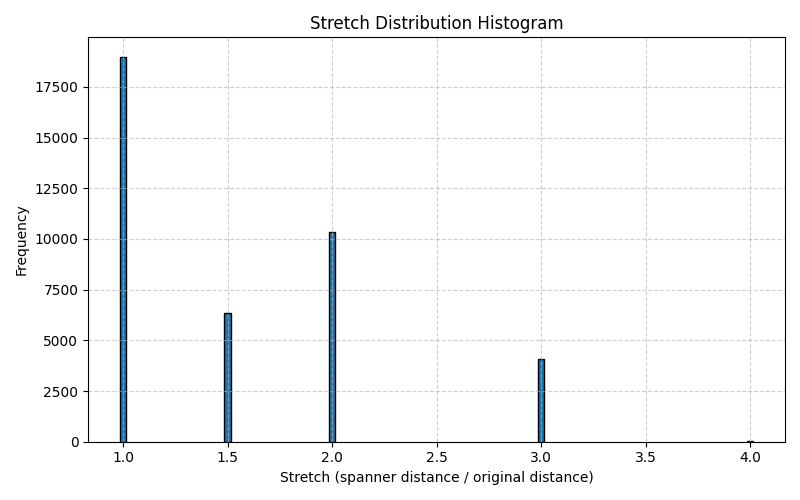 Stretch Distribution Histogram
Frequency
17500
15000
12500
10000
7500
5000
2500
0
1.0 1.5 2.0 2.5 3.0 3.5 4.0
Stretch (spanner distance / original distance)